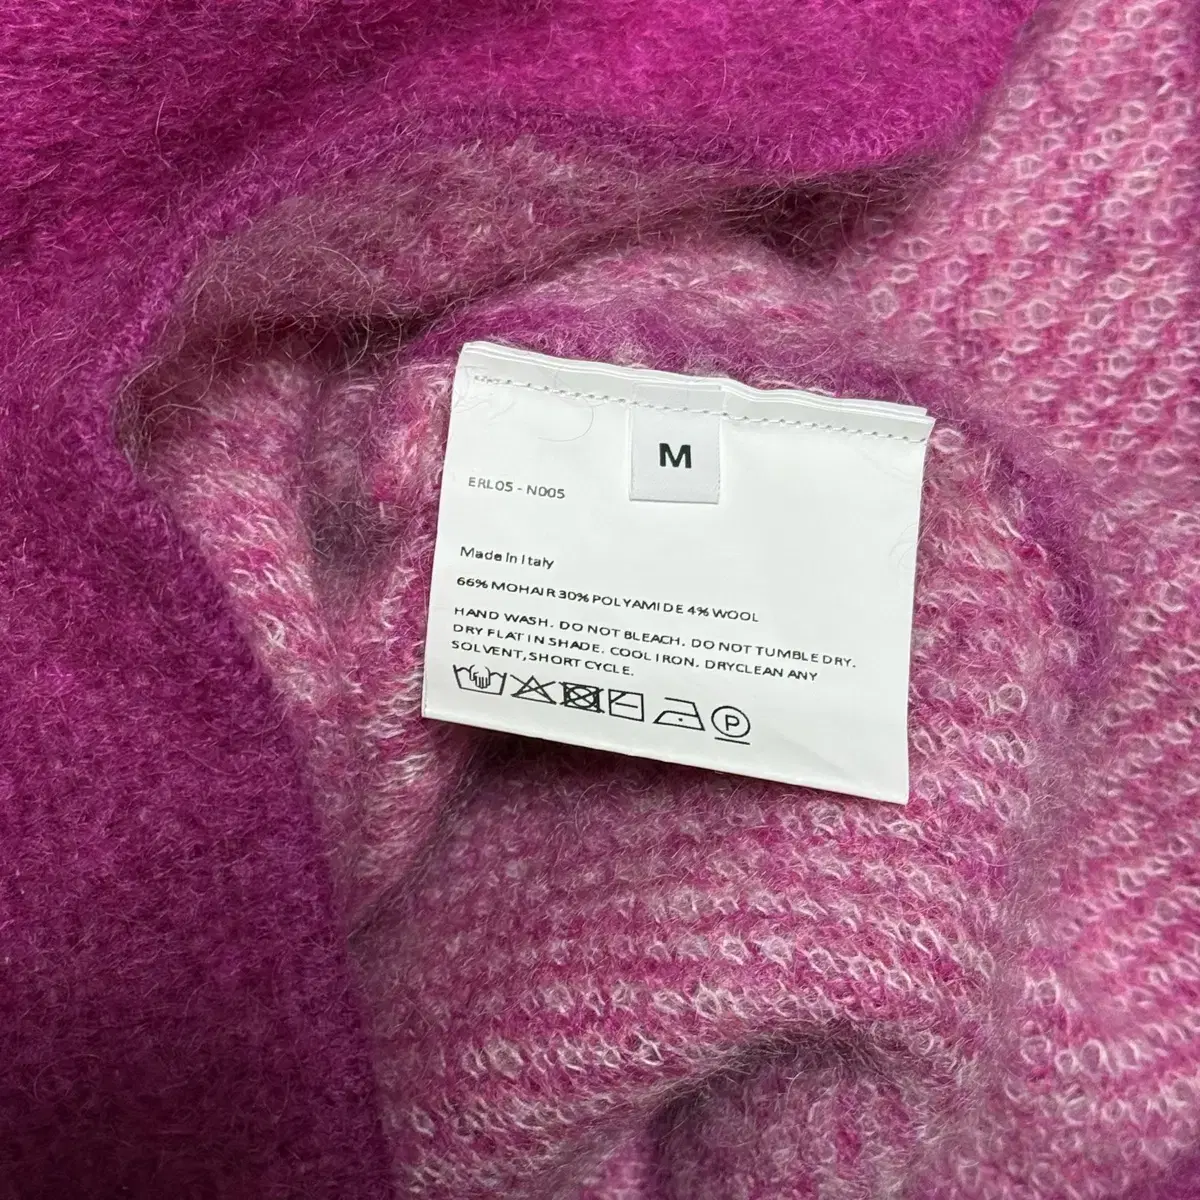 M
ERL05 - N005
Made in Italy
66% MOHAIR 30% POLYAMIDE 4% WOOL
HAND WASH. DO NOT BLEACH. DO NOT TUMBLE DRY.
DRY FLAT IN SHADE. COOL IRON. DRYCLEAN ANY
SOLVENT, SHORT CYCLE.
P